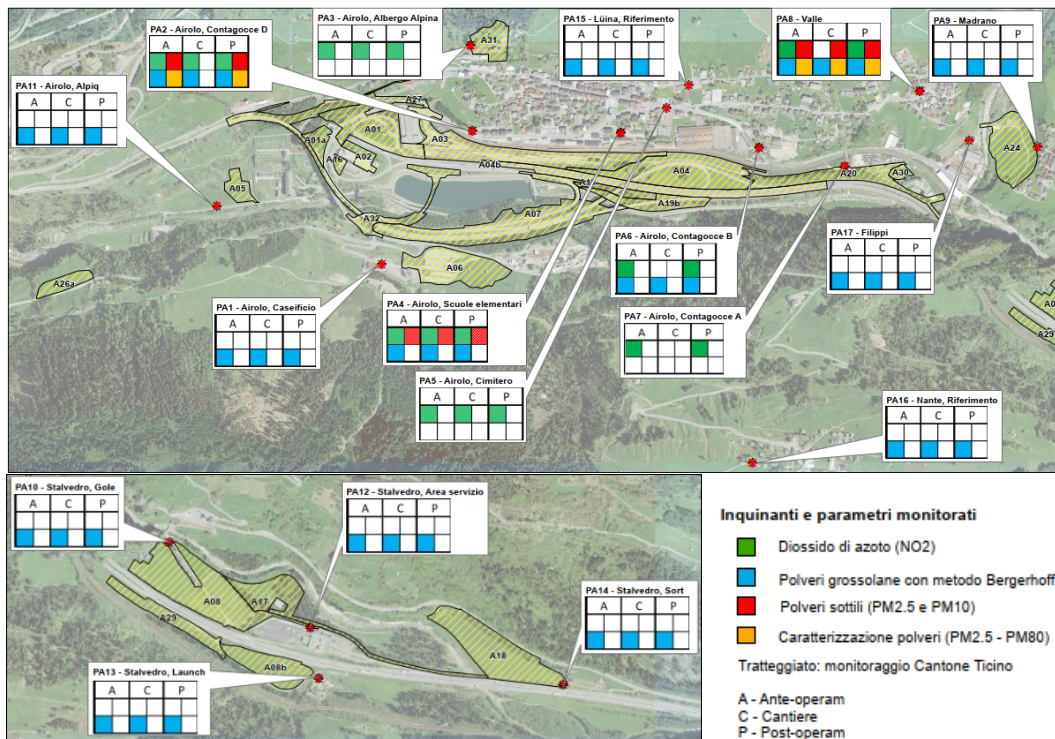 PA2 - Airolo, Contagocce D
A C P
PA3 - Airolo, Albergo Alpina
A C P
PA15 - Lüina, Riferimento
A C P
PA8 - Valle
A C P
PA9 - Madrano
A C P
PA11 - Airolo, Alpiq
A C P
A31
A27
A01
A01a
A03
A16
A02
A04b
A04
A05
A07
A19b
A20
A30
A24
A32
A06
A26a
A29
PA1 - Airolo, Caseificio
A C P
PA4 - Airolo, Scuole elementari
A C P
PA5 - Airolo, Cimitero
A C P
PA6 - Airolo, Contagocce B
A C P
PA7 - Airolo, Contagocce A
A C P
PA17 - Filippi
A C P
PA16 - Nante, Riferimento
A C P
PA10 - Stalvedro, Gole
A C P
PA12 - Stalvedro, Area servizio
A C P
PA14 - Stalvedro, Sort
A C P
PA13 - Stalvedro, Launch
A C P
A08
A17
A29
A08b
A18
Inquinanti e parametri monitorati
Diossido di azoto (NO2)
Polveri grossolane con metodo Bergerhoff
Polveri sottili (PM2.5 e PM10)
Caratterizzazione polveri (PM2.5 - PM80)
Tratteggiato: monitoraggio Cantone Ticino
A - Ante-operam
C - Cantiere
P - Post-operam